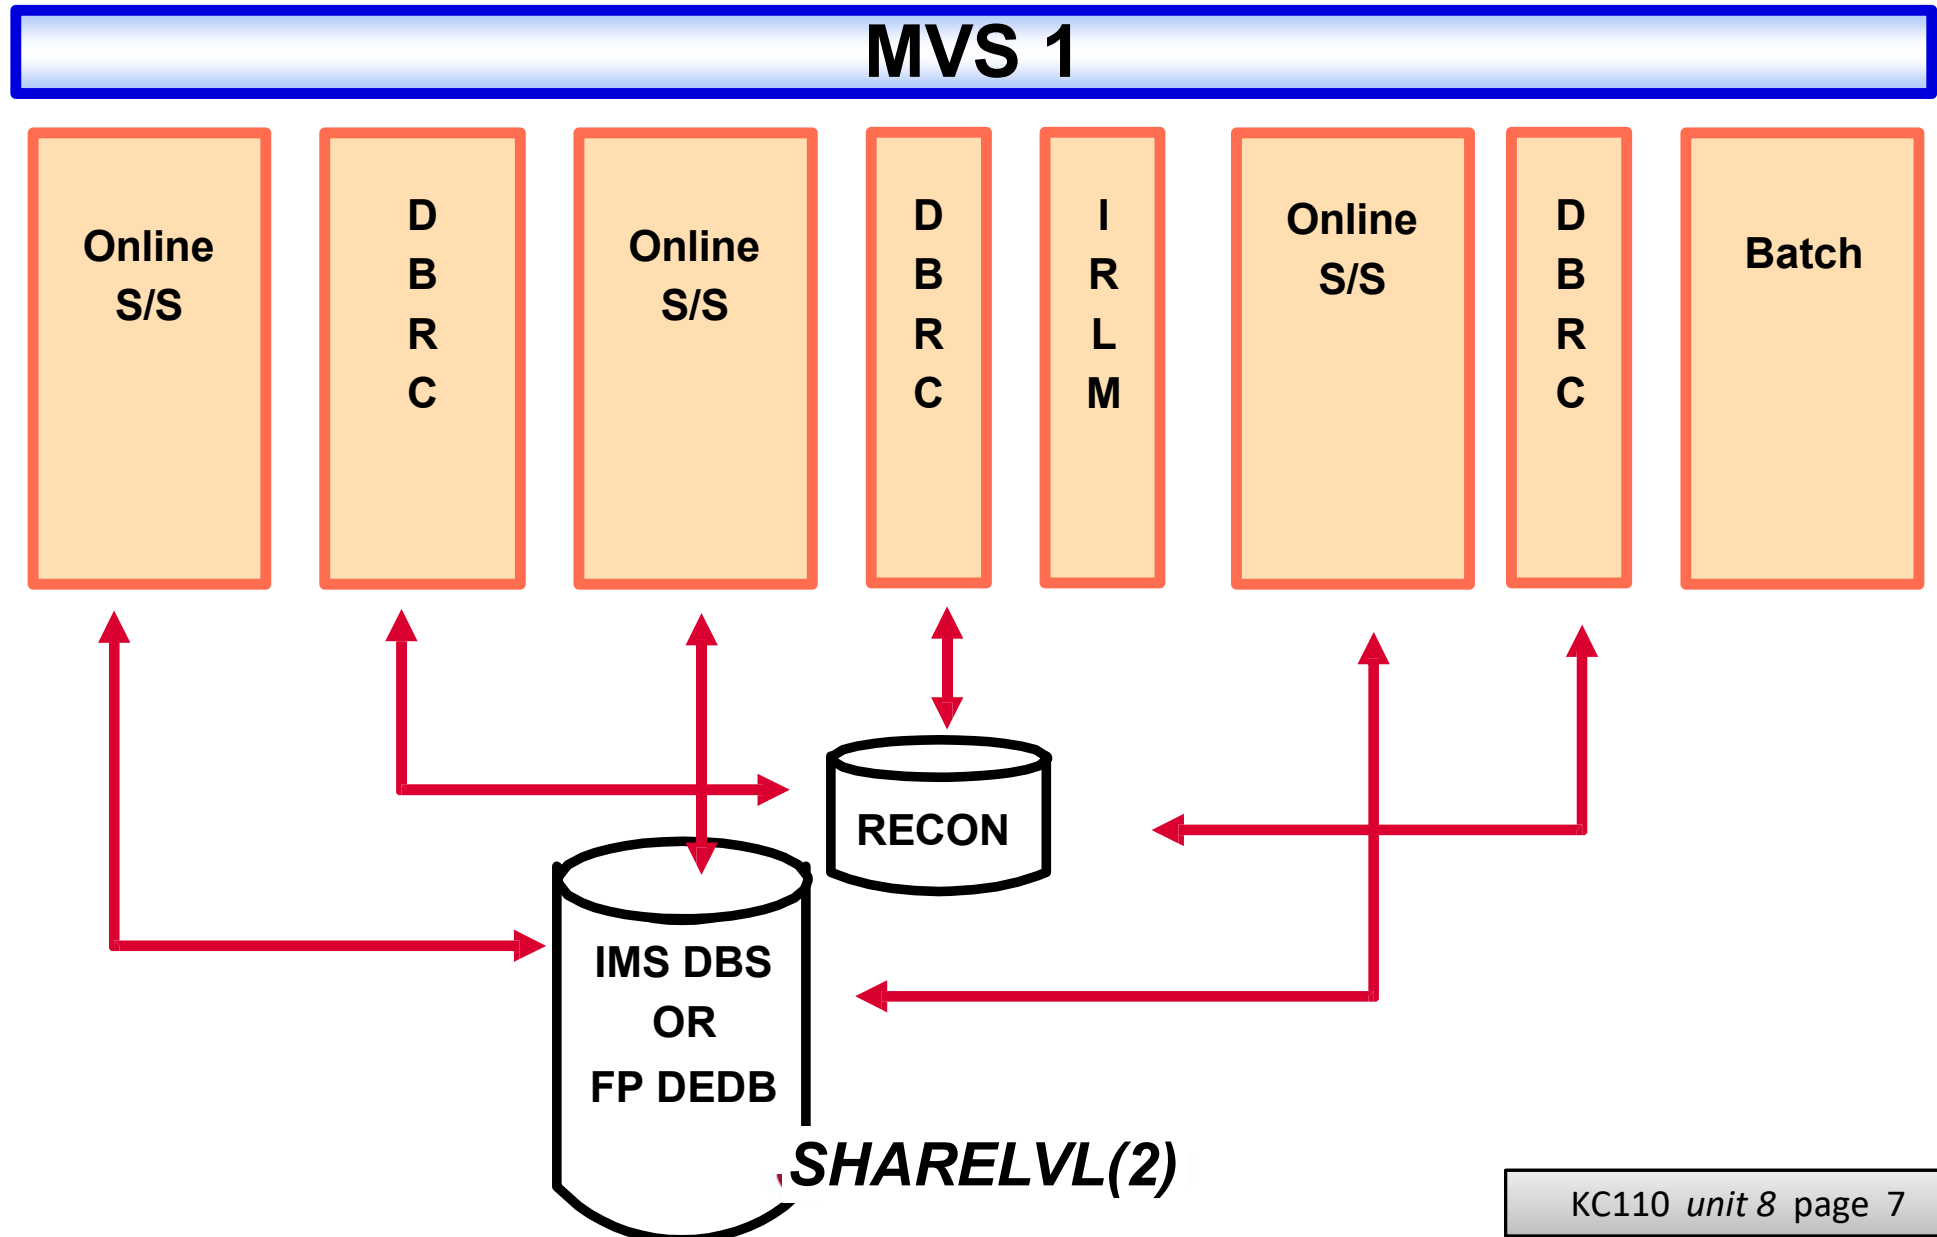 MVS 1
Online
S/S
D
B
R
C
Online
S/S
D
B
R
C
I
R
L
M
Online
S/S
D
B
R
C
Batch
RECON
IMS DBS
OR
FP DEDB
SHARELVL(2)
KC110 unit 8 page 7